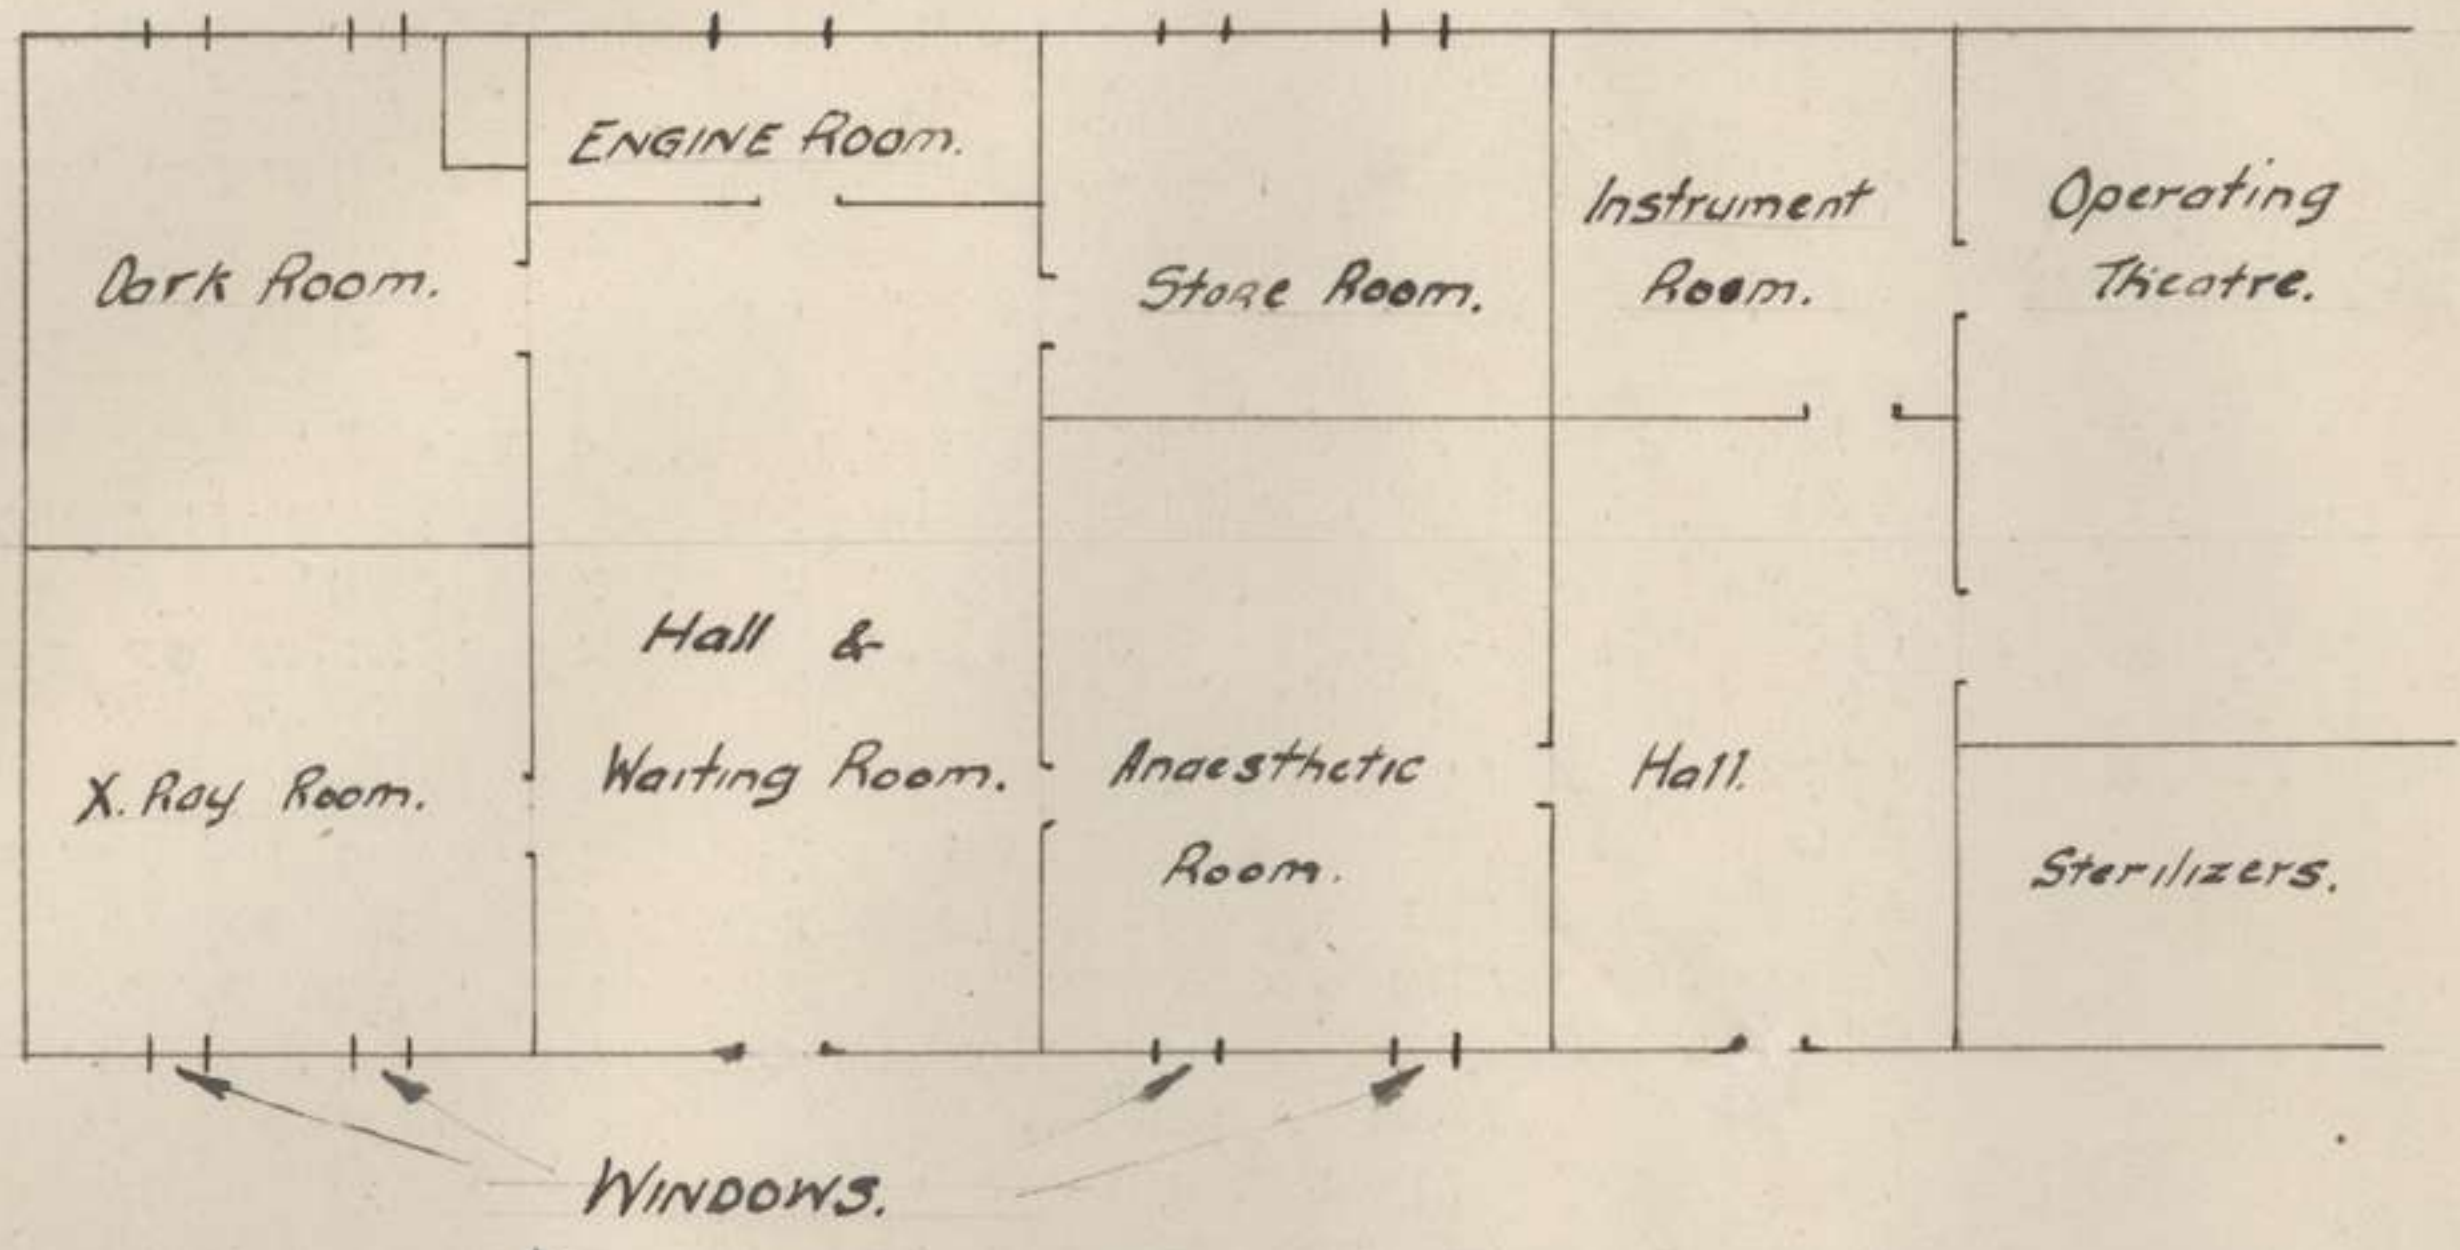 ENGINE Room.
Dark Room.
Store Room.
Instrument
Room.
Operating
Theatre.
Hall &
Waiting Room.
X. Ray Room.
Anaesthetic
Room.
Hall.
Sterilizers.
WINDOWS.